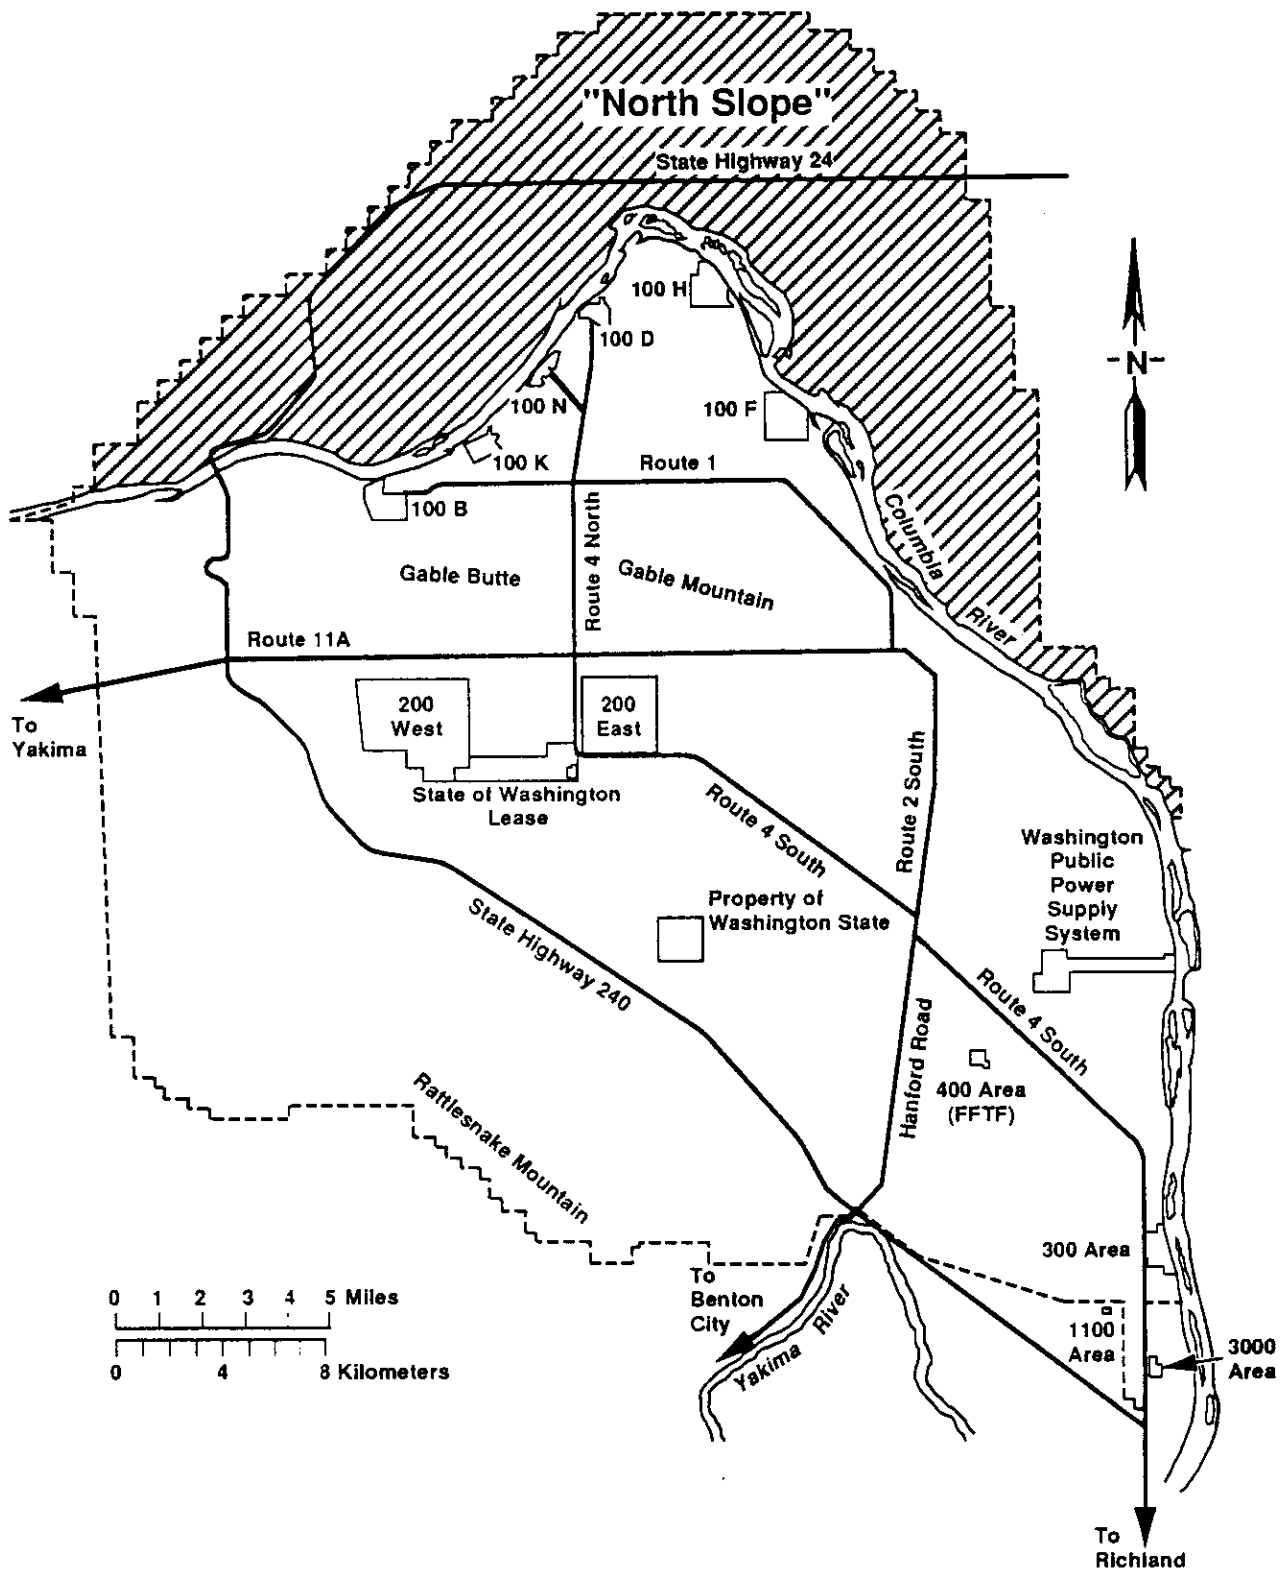 "North Slope"
State Highway 24
100 H
100 D
N
100 N
100 F
100 K
Route 1
100 B
Columbia
River
Route 4 North
Gable Butte
Gable Mountain
Route 11A
To
Yakima
200
West
200
East
State of Washington
Lease
Route 4 South
Route 2 South
Washington
Public
Power
Supply
System
Property of
Washington State
State Highway 240
Route 4 South
Hanford Road
400 Area
(FFTF)
Rattlesnake Mountain
300 Area
To
Benton
City
Yakima
River
1100
Area
3000
Area
0 1 2 3 4 5 Miles
0 4 8 Kilometers
To
Richland